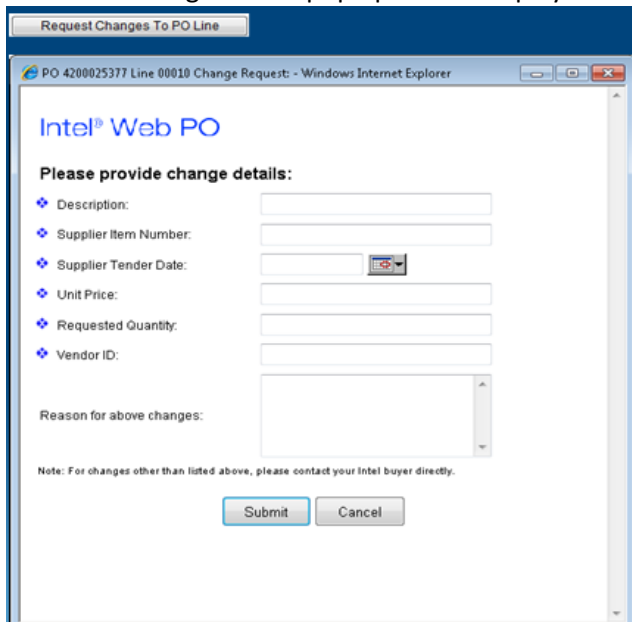 Request Changes To PO Line
PO 4200025377 Line 00010 Change Request: - Windows Internet Explorer
Intel® Web PO
Please provide change details:
Description:
Supplier Item Number:
Supplier Tender Date:
Unit Price:
Requested Quantity:
Vendor ID:
Reason for above changes:
Note: For changes other than listed above, please contact your Intel buyer directly.
Submit Cancel